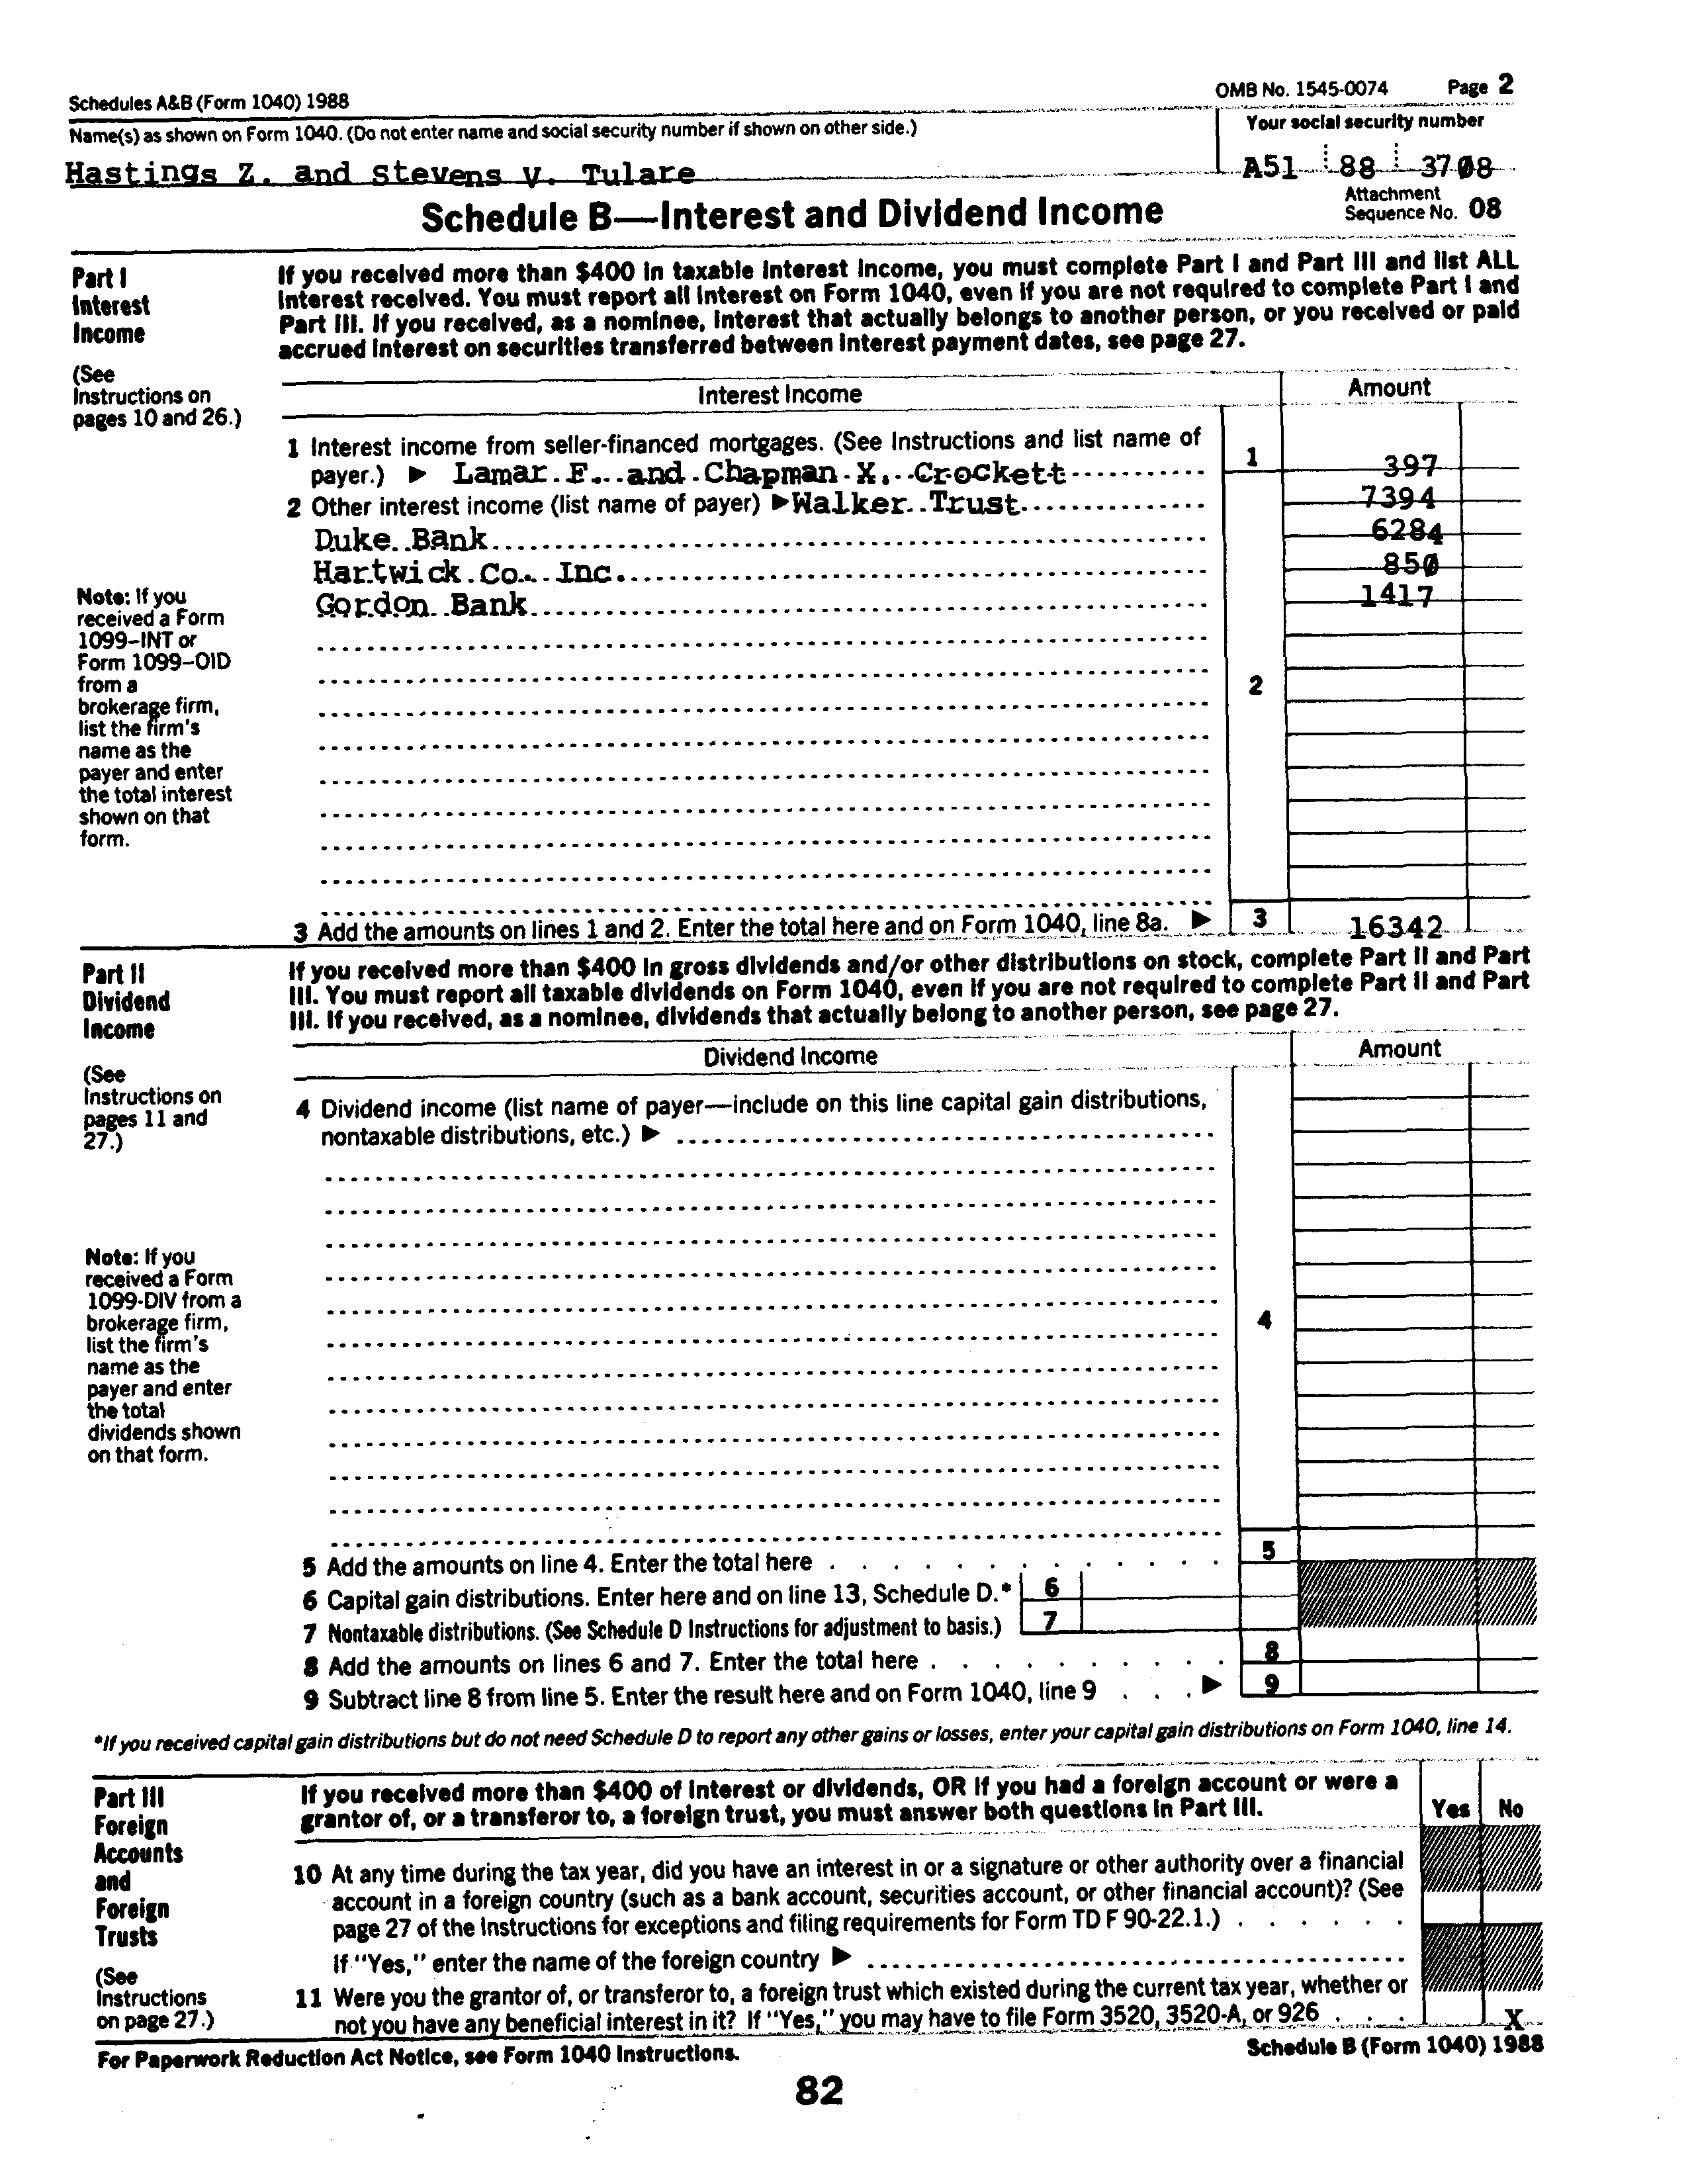 Schedules A&B (Form 1040) 1988
OMB No. 1545-0074 Page 2
Name(s) as shown on Form 1040. (Do not enter name and social security number if shown on other side.)
Your social security number
Hastings Z. and Stevens V. Tulare
A51 88 3708
Schedule B—Interest and Dividend Income
Attachment
Sequence No. 08
Part I
Interest
Income
If you received more than $400 in taxable interest income, you must complete Part I and Part III and list ALL
interest received. You must report all interest on Form 1040, even if you are not required to complete Part I and
Part III. If you received, as a nominee, interest that actually belongs to another person, or you received or paid
accrued interest on securities transferred between interest payment dates, see page 27.
(See
Instructions on
pages 10 and 26.)
Interest Income
Amount
1 Interest income from seller-financed mortgages. (See Instructions and list name of
payer.) ▶ Lamar F. and Chapman X. Crockett
1
397
2 Other interest income (list name of payer) ▶ Walker Trust
7394
Duke Bank
6284
Hartwick Co. Inc.
850
Gordon Bank
1417
2
Note: If you
received a Form
1099–INT or
Form 1099–OID
from a
brokerage firm,
list the firm's
name as the
payer and enter
the total interest
shown on that
form.
3 Add the amounts on lines 1 and 2. Enter the total here and on Form 1040, line 8a. ▶
3
16342
Part II
Dividend
Income
If you received more than $400 in gross dividends and/or other distributions on stock, complete Part II and Part
III. You must report all taxable dividends on Form 1040, even if you are not required to complete Part II and Part
III. If you received, as a nominee, dividends that actually belong to another person, see page 27.
(See
Instructions on
pages 11 and
27.)
Dividend Income
Amount
4 Dividend income (list name of payer—include on this line capital gain distributions,
nontaxable distributions, etc.) ▶
4
Note: If you
received a Form
1099-DIV from a
brokerage firm,
list the firm's
name as the
payer and enter
the total
dividends shown
on that form.
5 Add the amounts on line 4. Enter the total here
5
6 Capital gain distributions. Enter here and on line 13, Schedule D.*
6
7 Nontaxable distributions. (See Schedule D Instructions for adjustment to basis.)
7
8 Add the amounts on lines 6 and 7. Enter the total here
8
9 Subtract line 8 from line 5. Enter the result here and on Form 1040, line 9 ▶
9
*If you received capital gain distributions but do not need Schedule D to report any other gains or losses, enter your capital gain distributions on Form 1040, line 14.
Part III
Foreign
Accounts
and
Foreign
Trusts
(See
Instructions
on page 27.)
If you received more than $400 of interest or dividends, OR if you had a foreign account or were a
grantor of, or a transferor to, a foreign trust, you must answer both questions in Part III.
Yes No
10 At any time during the tax year, did you have an interest in or a signature or other authority over a financial
account in a foreign country (such as a bank account, securities account, or other financial account)? (See
page 27 of the Instructions for exceptions and filing requirements for Form TD F 90-22.1.)
If "Yes," enter the name of the foreign country ▶
11 Were you the grantor of, or transferor to, a foreign trust which existed during the current tax year, whether or
not you have any beneficial interest in it? If "Yes," you may have to file Form 3520, 3520-A, or 926
X
For Paperwork Reduction Act Notice, see Form 1040 Instructions.
Schedule B (Form 1040) 1988
82